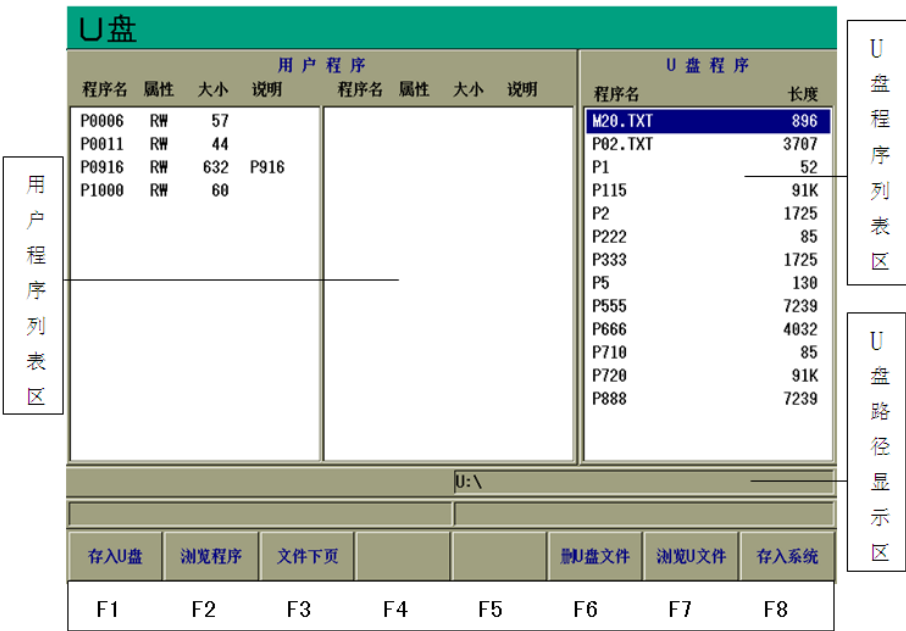 U盘
用户程序
程序名 属性 大小 说明 程序名 属性 大小 说明
P0006 RW 57
P0011 RW 44
P0916 RW 632 P916
P1000 RW 60
U盘程序
程序名 长度
M20.TXT 896
P02.TXT 3707
P1 52
P115 91K
P2 1725
P222 85
P333 1725
P5 130
P555 7239
P666 4032
P710 85
P720 91K
P888 7239
U:\
存入U盘 浏览程序 文件下页 删U盘文件 浏览U文件 存入系统
F1 F2 F3 F4 F5 F6 F7 F8
用户程序列表区
U盘程序列表区
U盘路径显示区